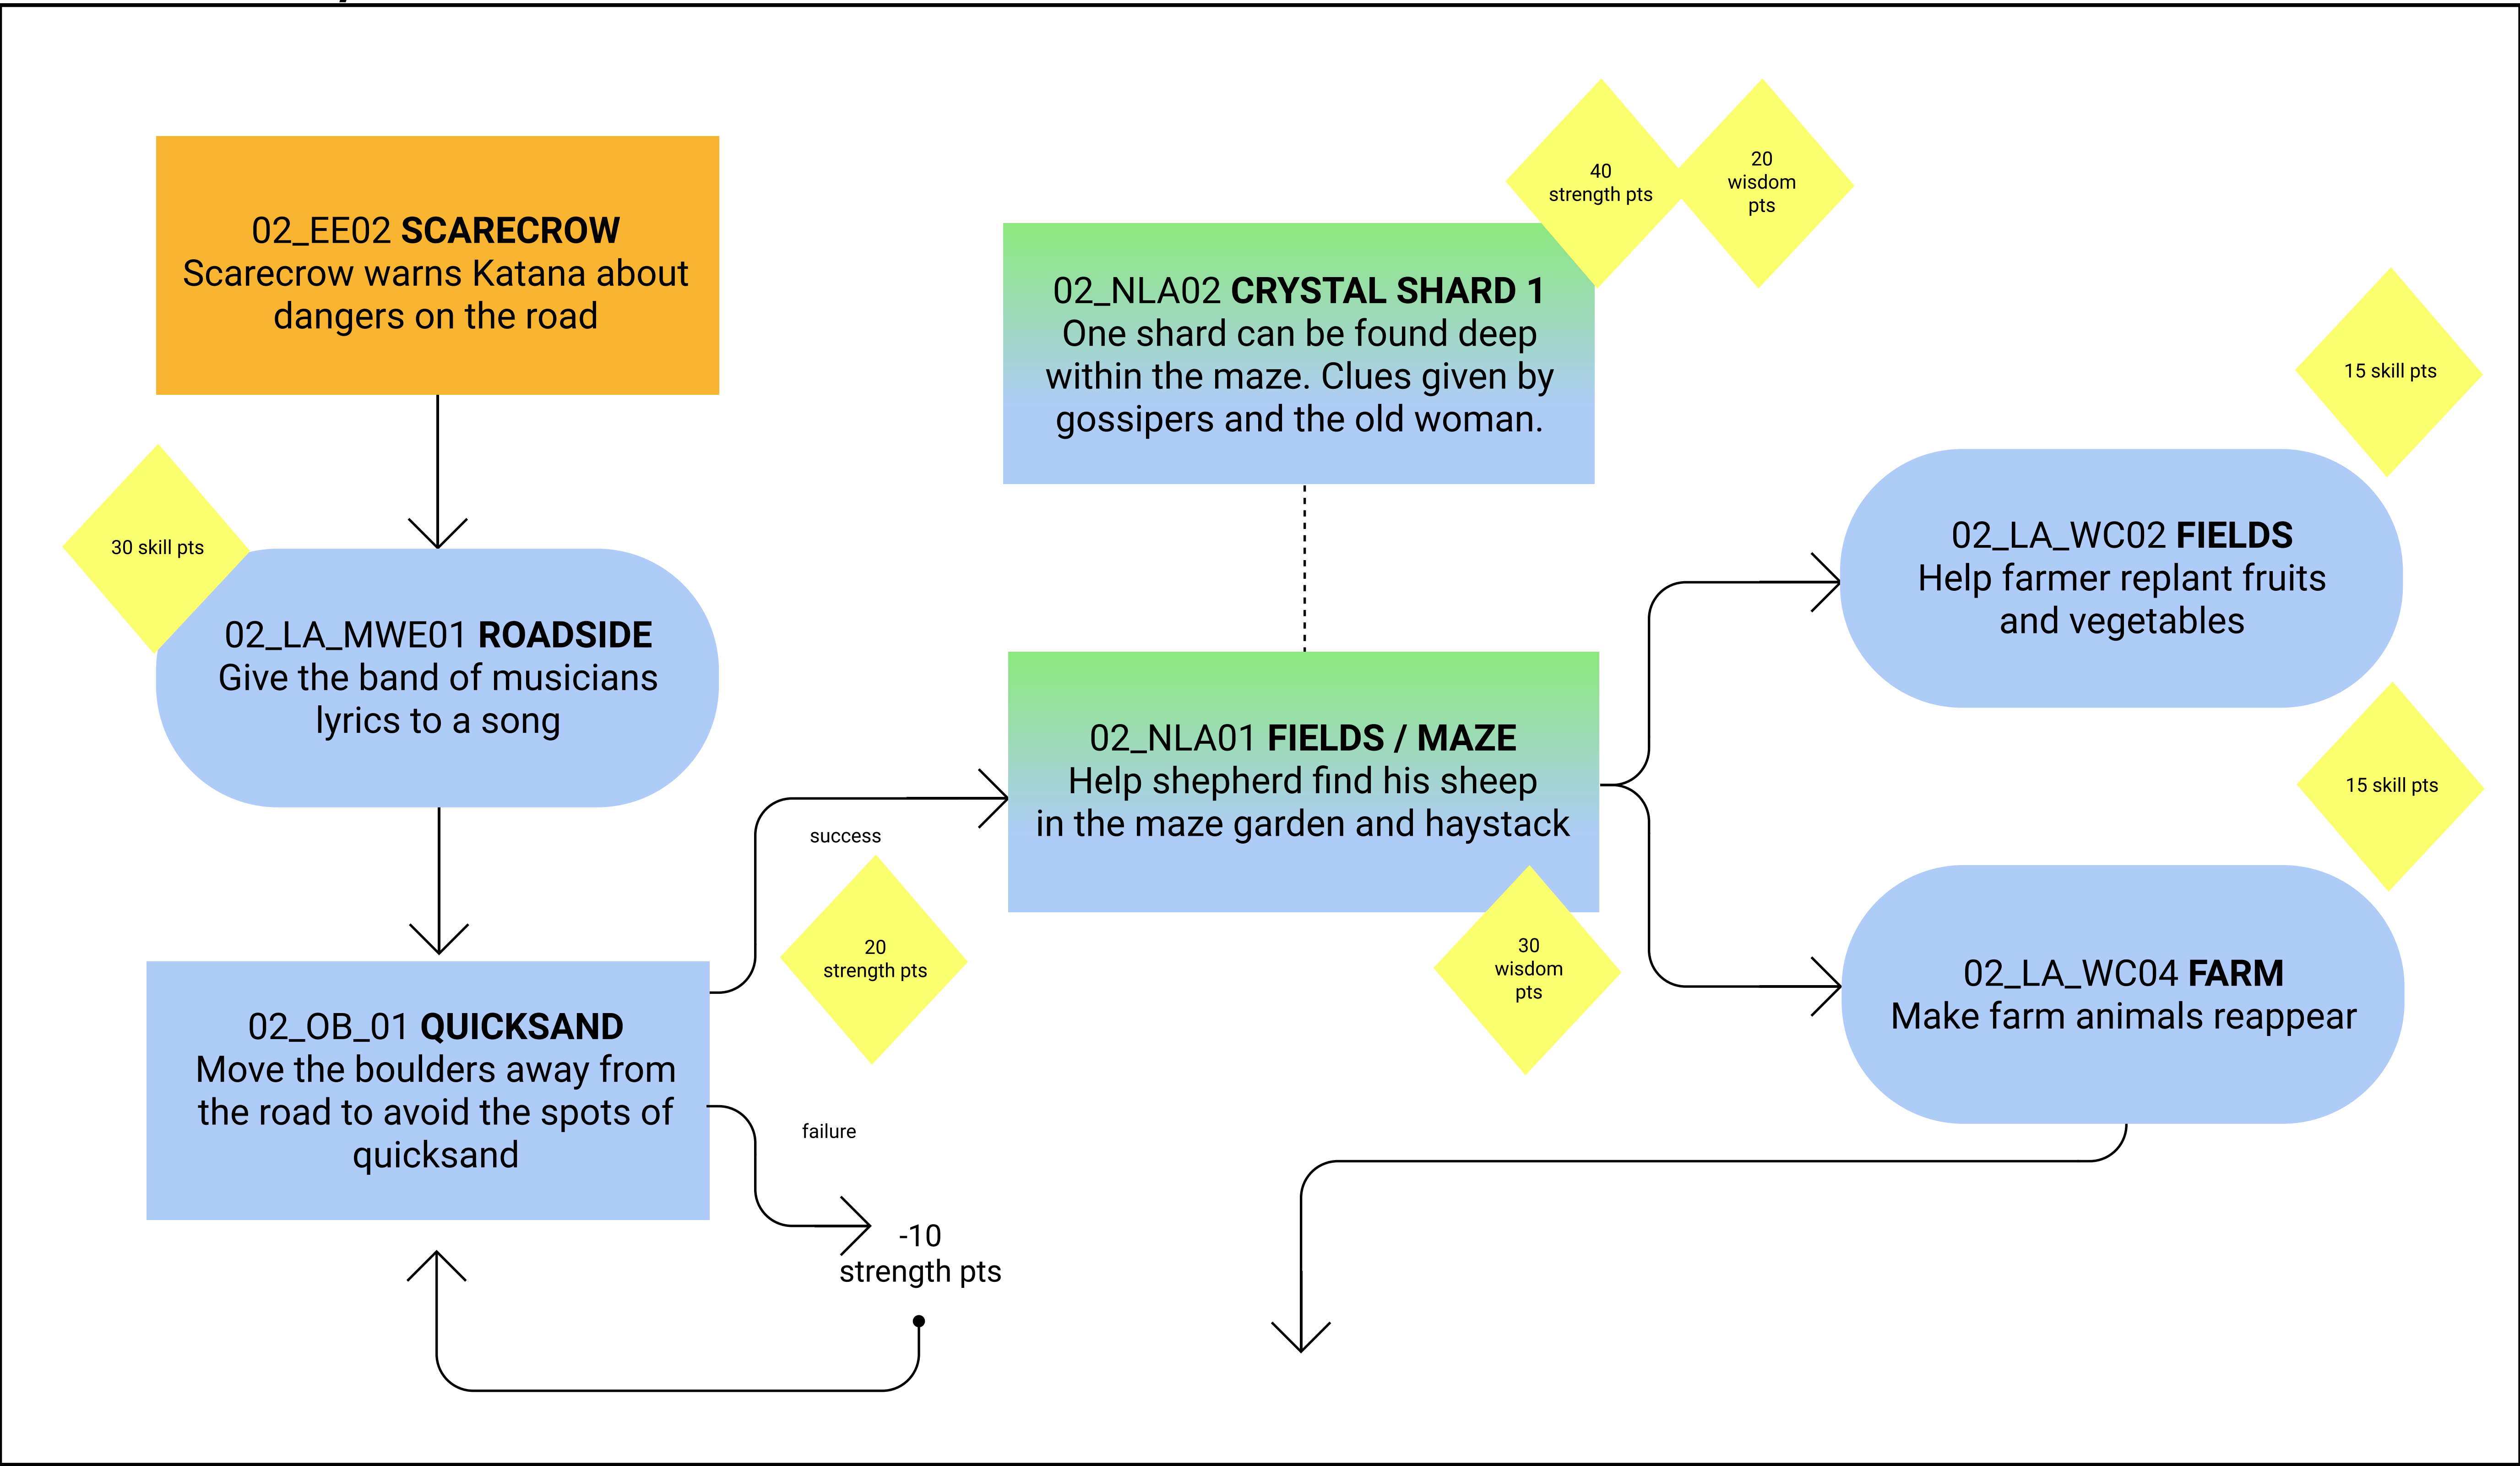 02_EE02 SCARECROW
Scarecrow warns Katana about
dangers on the road
30 skill pts
02_LA_MWE01 ROADSIDE
Give the band of musicians
lyrics to a song
02_OB_01 QUICKSAND
Move the boulders away from
the road to avoid the spots of
quicksand
success
20
strength pts
failure
-10
strength pts
40
strength pts
20
wisdom
pts
02_NLA02 CRYSTAL SHARD 1
One shard can be found deep
within the maze. Clues given by
gossipers and the old woman.
02_NLA01 FIELDS / MAZE
Help shepherd find his sheep
in the maze garden and haystack
30
wisdom
pts
15 skill pts
02_LA_WC02 FIELDS
Help farmer replant fruits
and vegetables
15 skill pts
02_LA_WC04 FARM
Make farm animals reappear